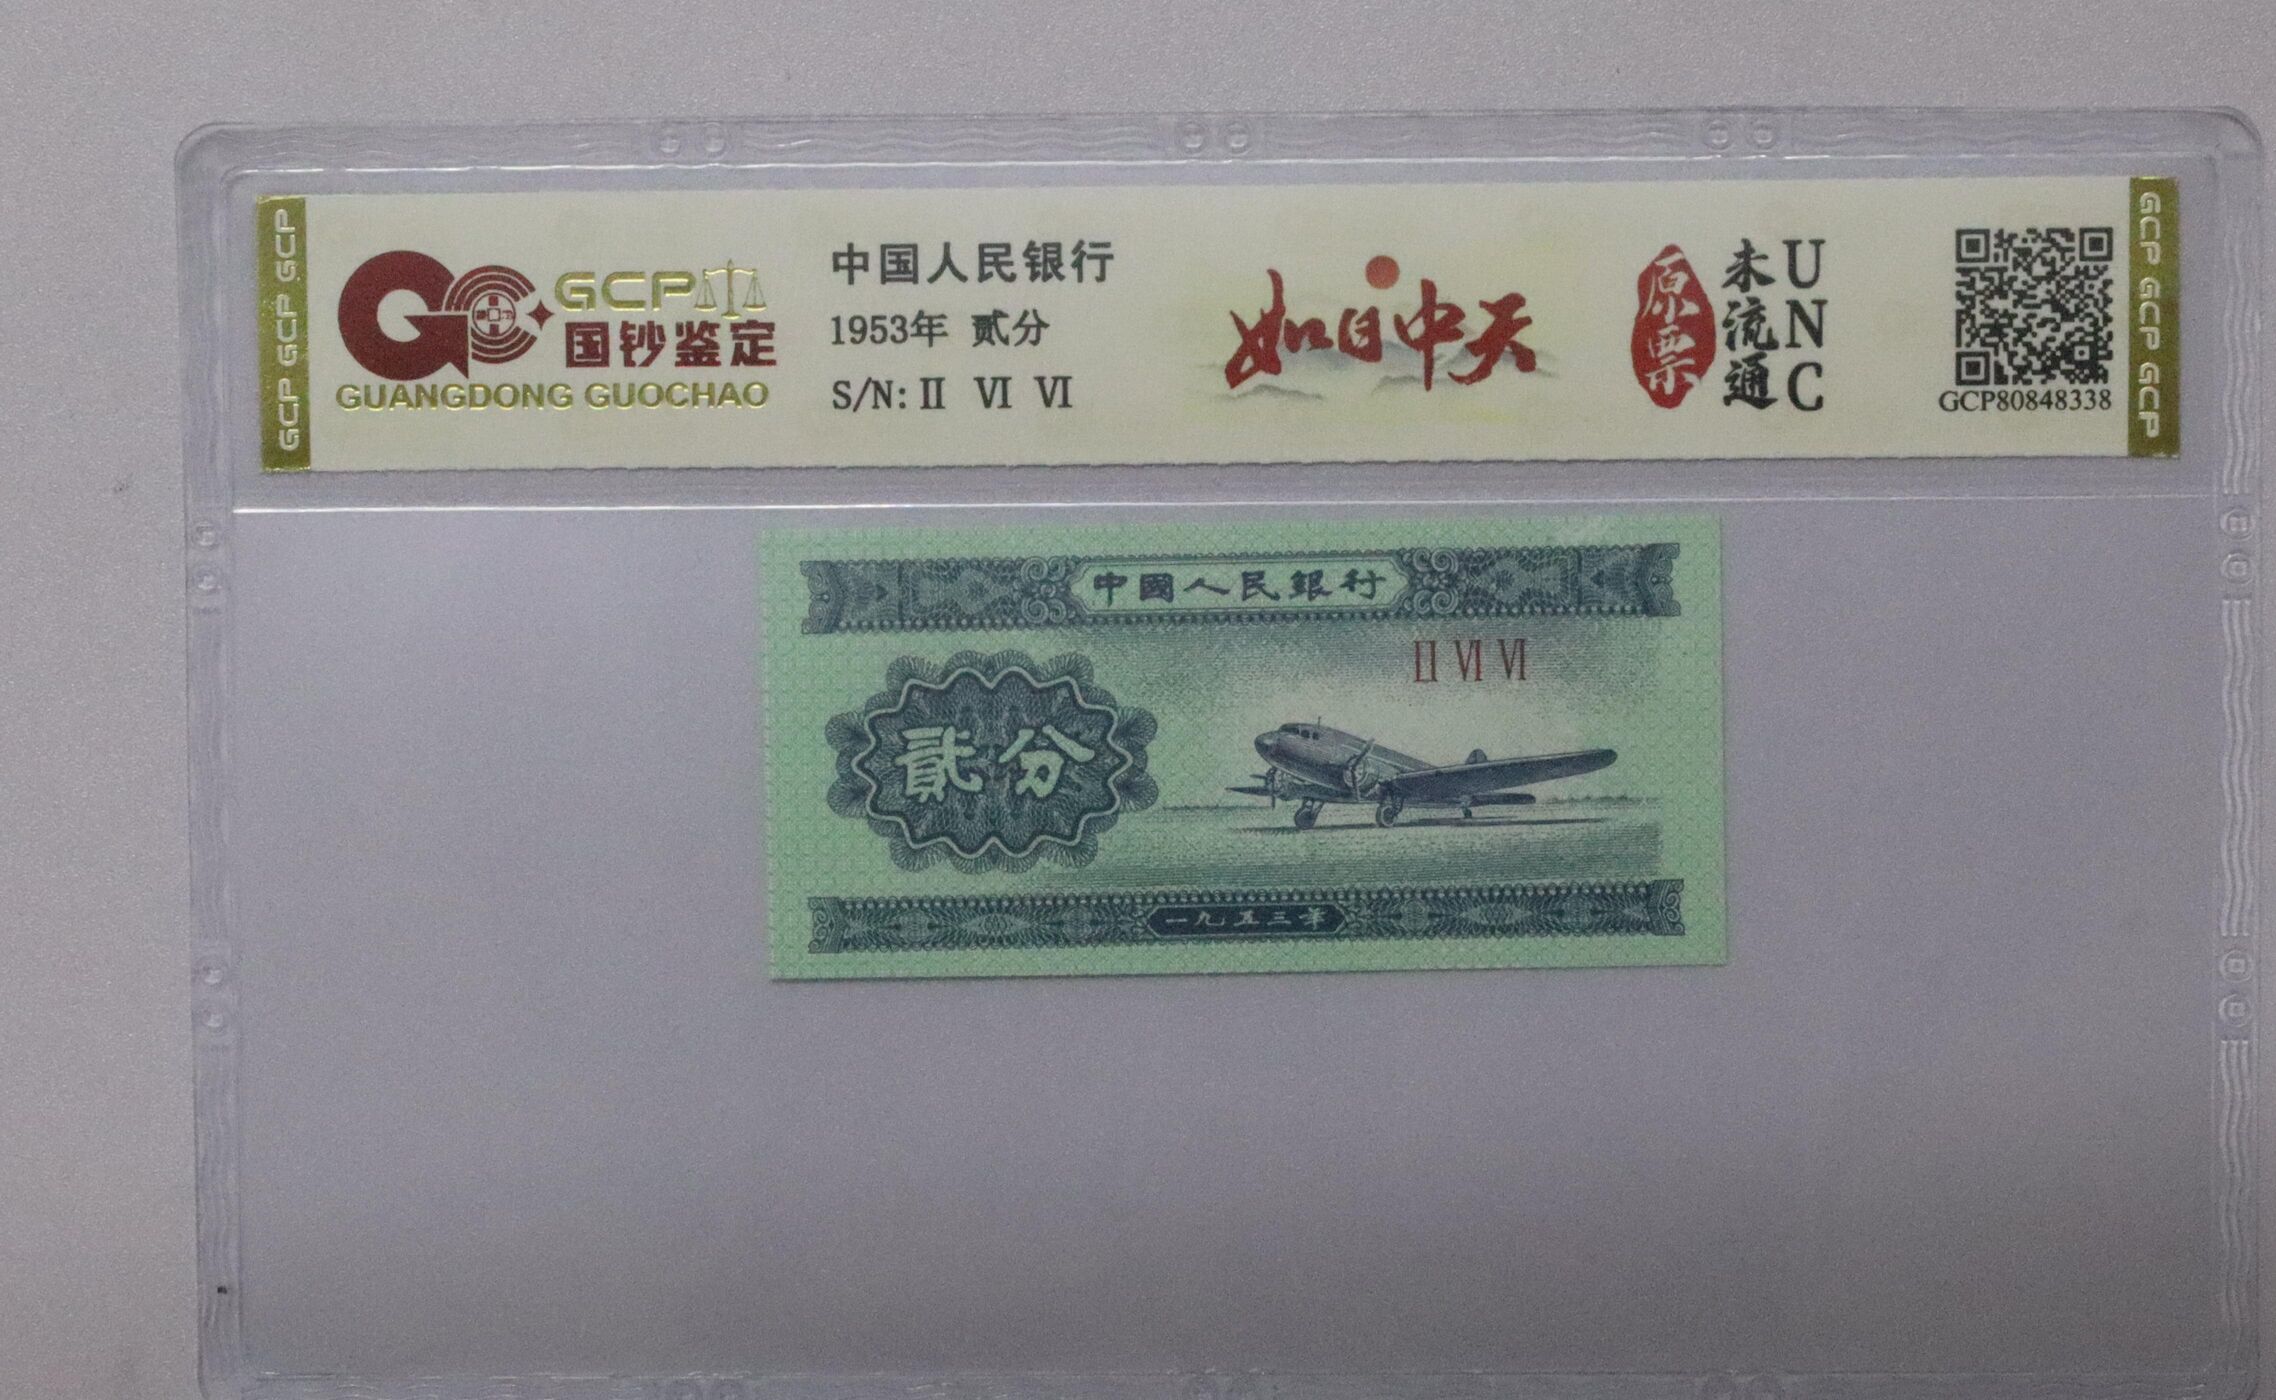 GCP GCP GCP
GCP
国钞鉴定
GUANGDONG GUOCHAO
中国人民银行
1953年 贰分
S/N: II VI VI
如日中天
原票
未流通
UNC
GCP80848338
GCP GCP GCP
中國人民銀行
II VI VI
貳分
一九五三年